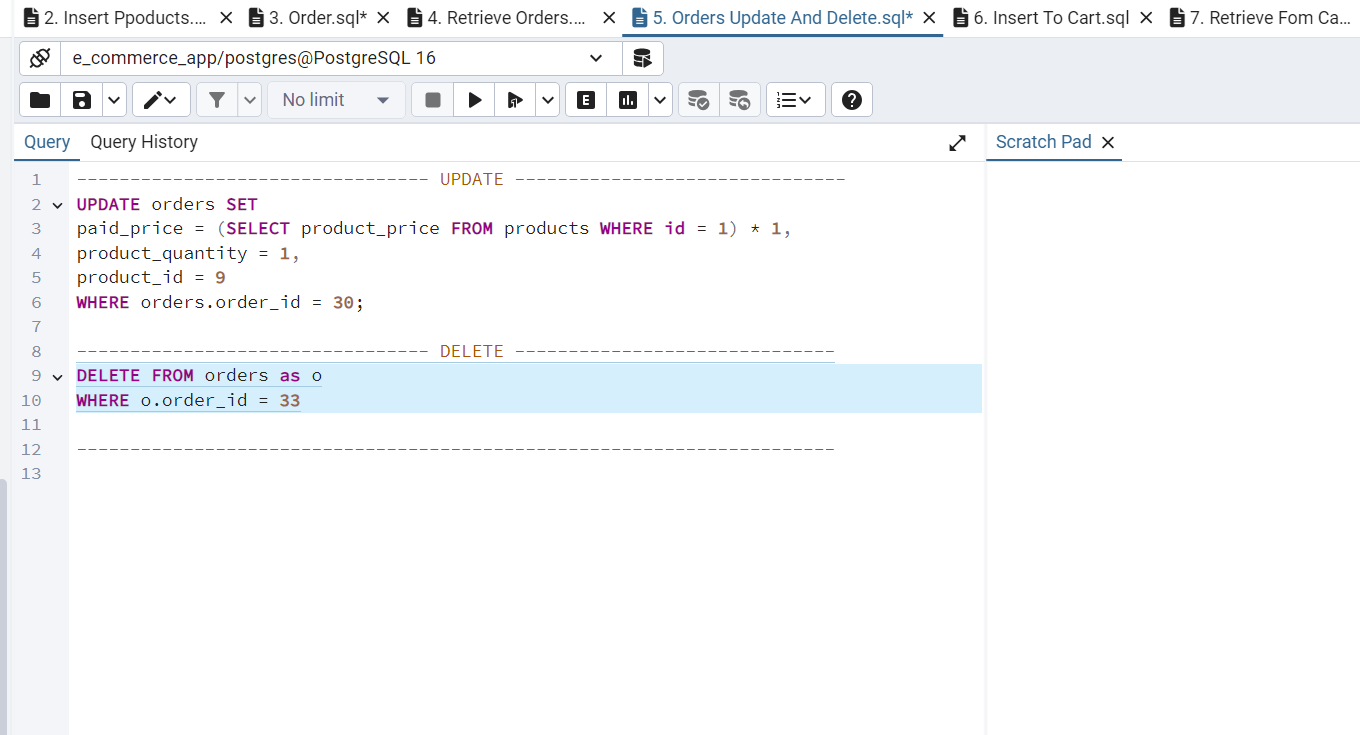 2. Insert Ppoducts....
3. Order.sql*
4. Retrieve Orders....
5. Orders Update And Delete.sql*
6. Insert To Cart.sql
7. Retrieve Fom Ca...
e_commerce_app/postgres@PostgreSQL 16
No limit
E
Query
Query History
Scratch Pad
1 --------------------------------- UPDATE -------------------------------
2 UPDATE orders SET
3 paid_price = (SELECT product_price FROM products WHERE id = 1) * 1,
4 product_quantity = 1,
5 product_id = 9
6 WHERE orders.order_id = 30;
7
8 --------------------------------- DELETE ------------------------------
9 DELETE FROM orders as o
10 WHERE o.order_id = 33
11
12 -----------------------------------------------------------------------
13